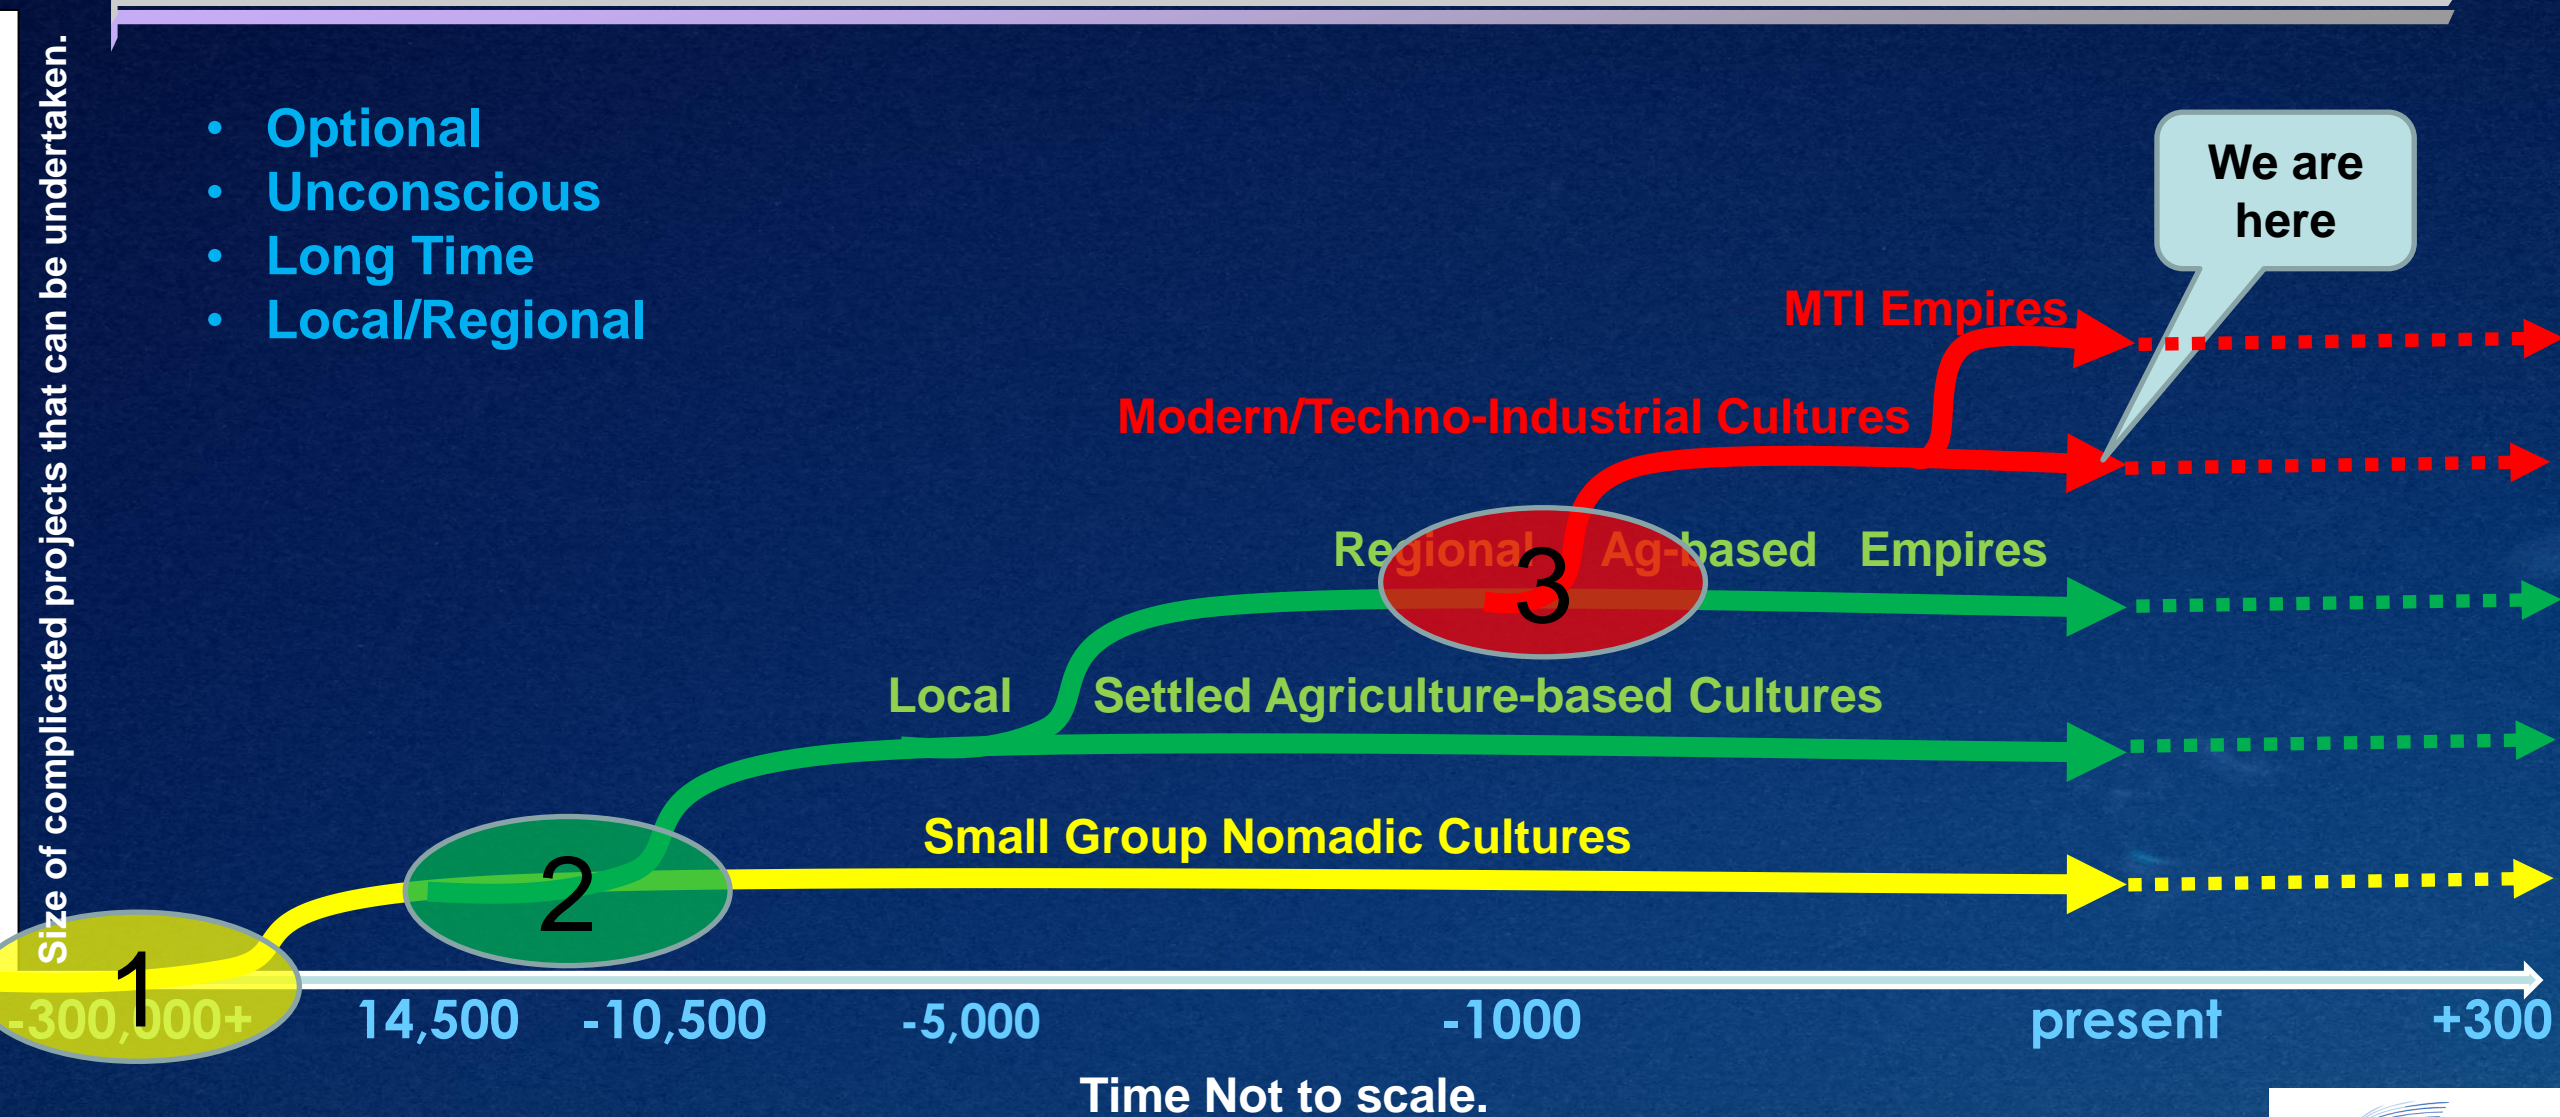 Size of complicated projects that can be undertaken.
• Optional
• Unconscious
• Long Time
• Local/Regional
We are
here
MTI Empires
Modern/Techno-Industrial Cultures
Regional Ag-based Empires
3
Local Settled Agriculture-based Cultures
Small Group Nomadic Cultures
2
1
-300,000+ 14,500 -10,500 -5,000 -1000 present +300
Time Not to scale.